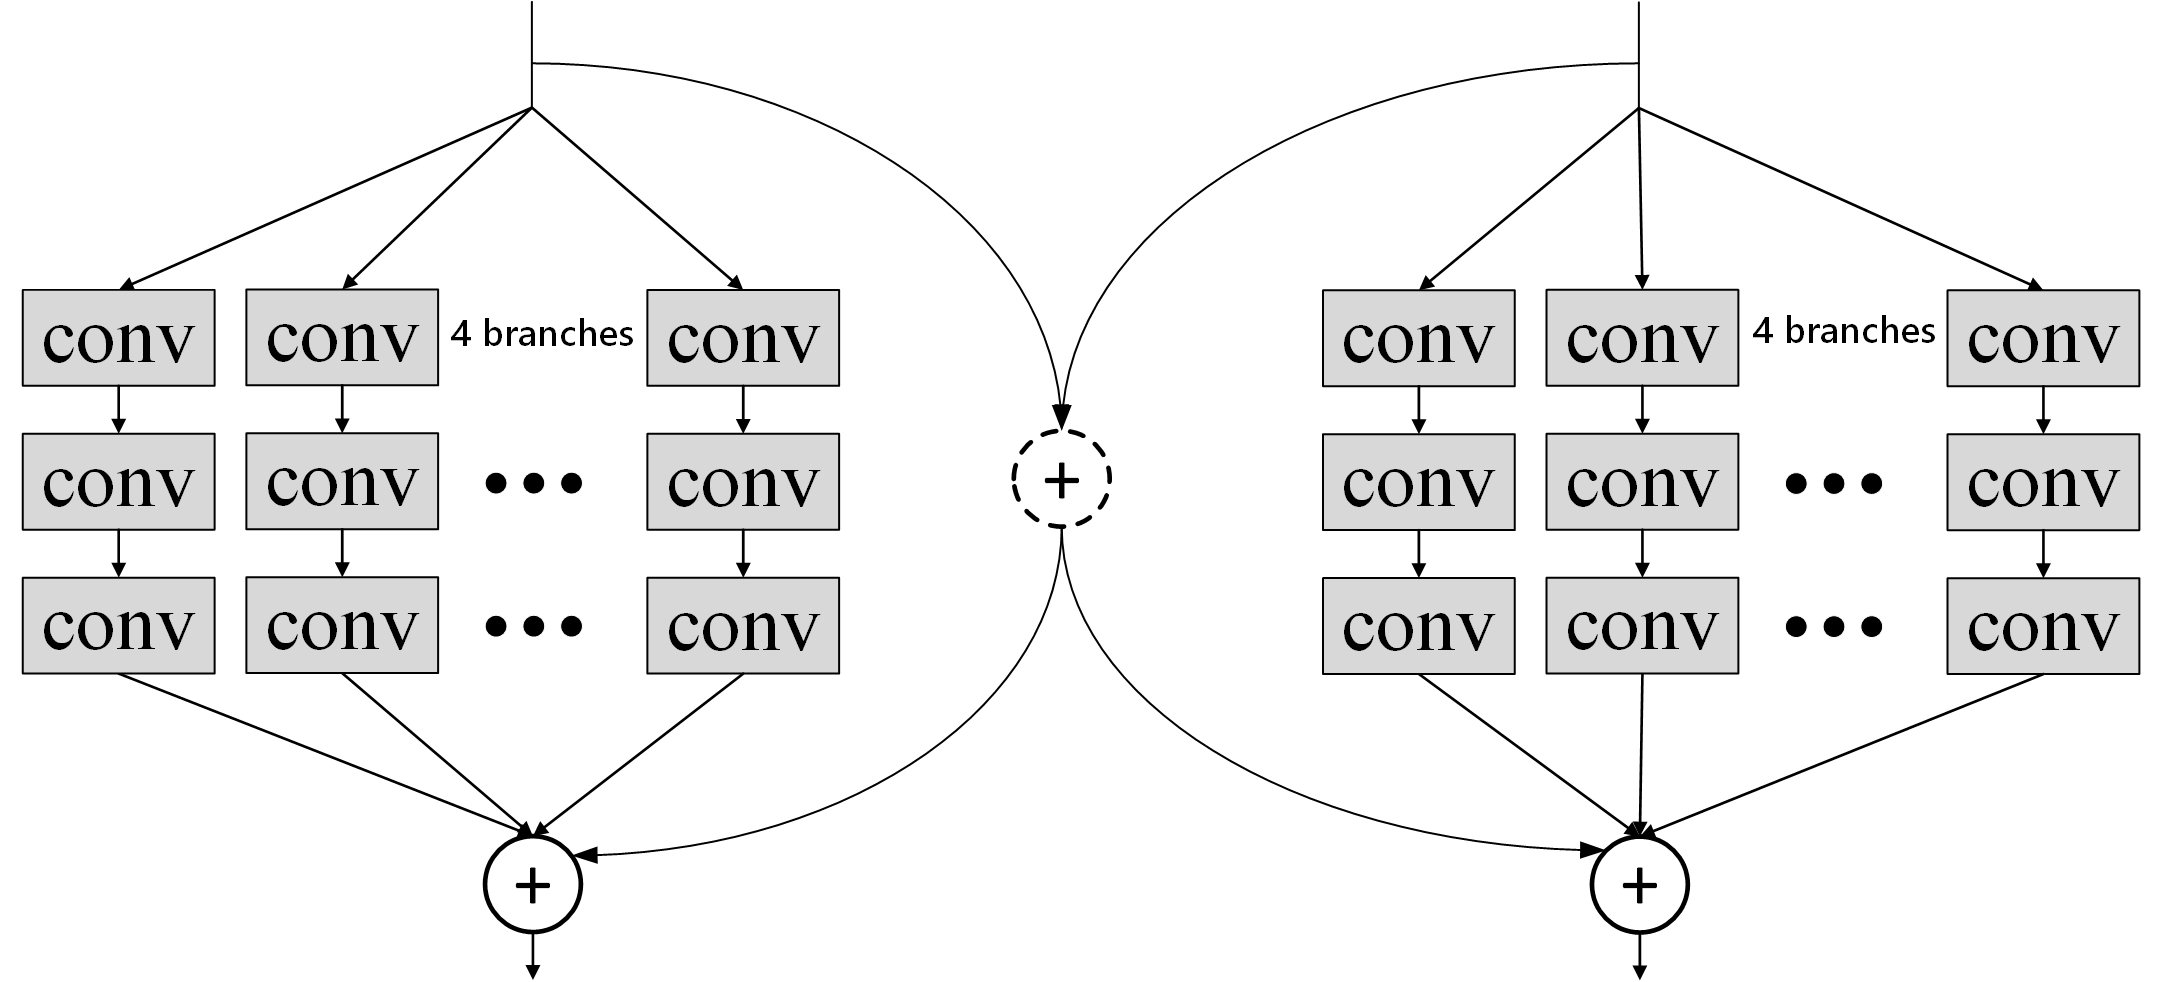 conv conv 4 branches conv conv conv 4 branches conv
conv conv ••• conv + conv conv ••• conv
conv conv ••• conv conv conv ••• conv
+ +